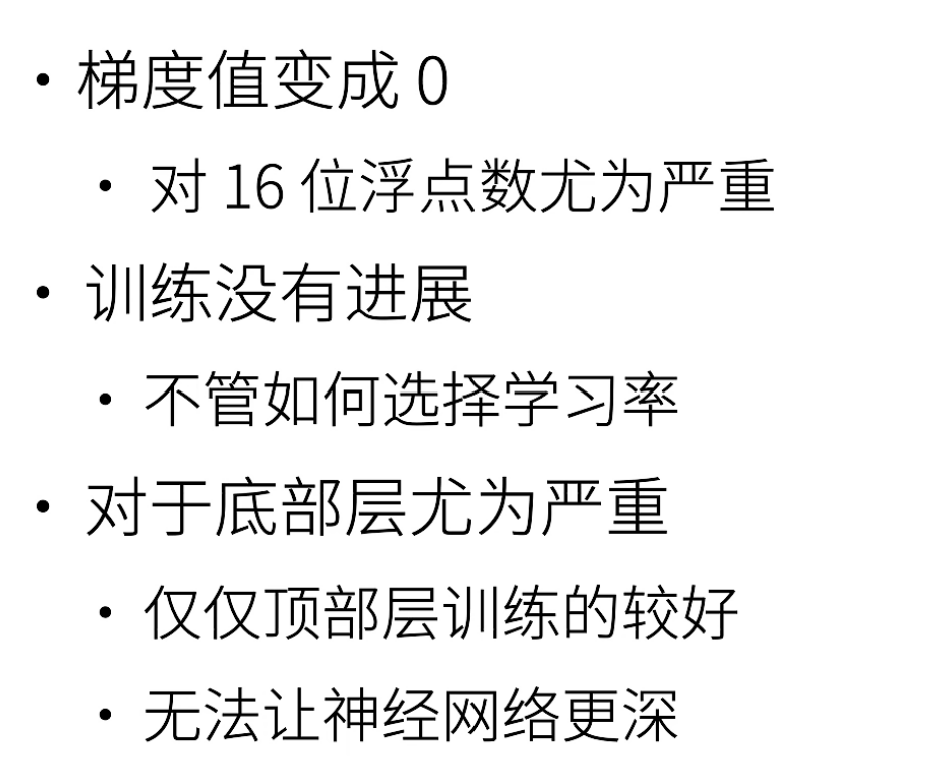 • 梯度值变成 0
• 对 16 位浮点数尤为严重
• 训练没有进展
• 不管如何选择学习率
• 对于底部层尤为严重
• 仅仅顶部层训练的较好
• 无法让神经网络更深